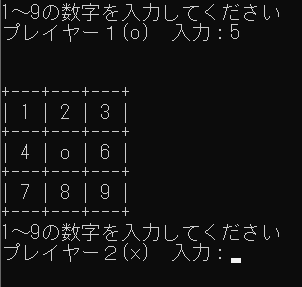 1～9の数字を入力してください
プレイヤー1(o)　入力：5
+---+---+---+
| 1 | 2 | 3 |
+---+---+---+
| 4 | o | 6 |
+---+---+---+
| 7 | 8 | 9 |
+---+---+---+
1～9の数字を入力してください
プレイヤー2(x)　入力：